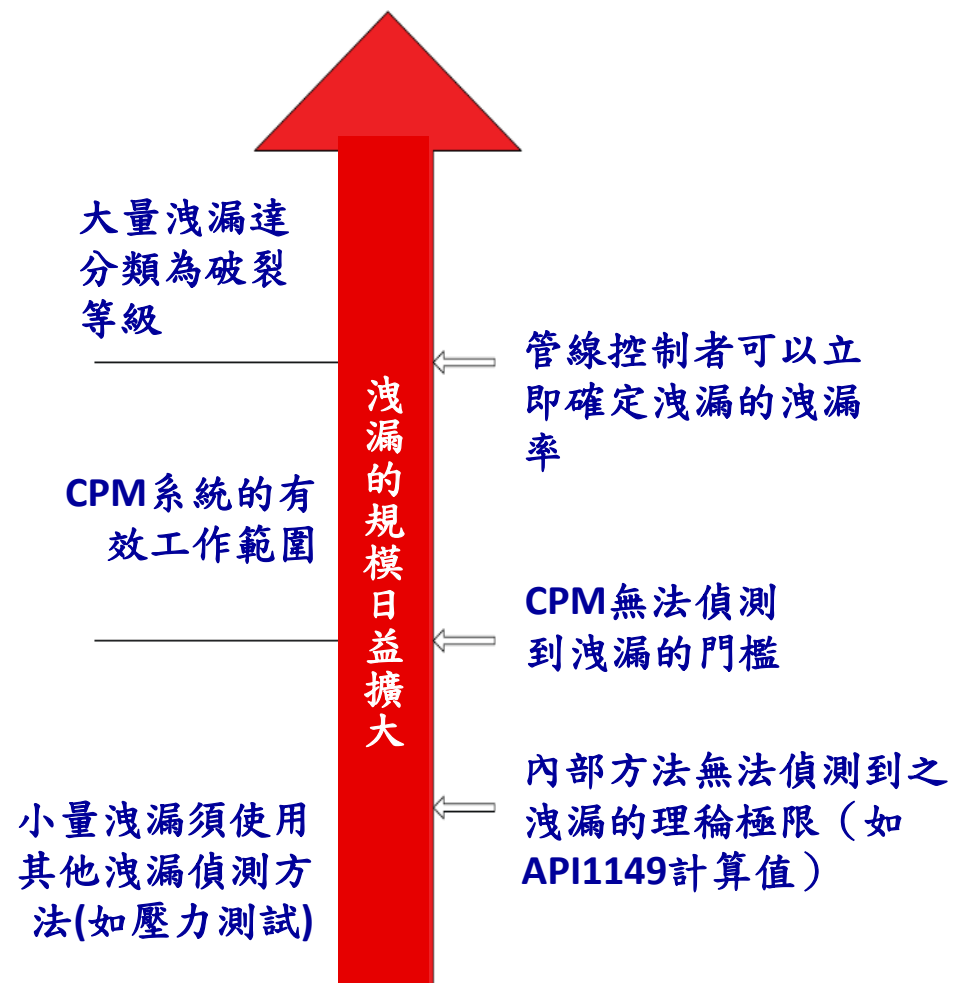 大量洩漏達
分類為破裂
等級
管線控制者可以立
即確定洩漏的洩漏
率
洩漏的規模日益擴大
CPM系統的有
效工作範圍
CPM無法偵測
到洩漏的門檻
內部方法無法偵測到之
洩漏的理稐極限（如
API1149計算值）
小量洩漏須使用
其他洩漏偵測方
法(如壓力測試)